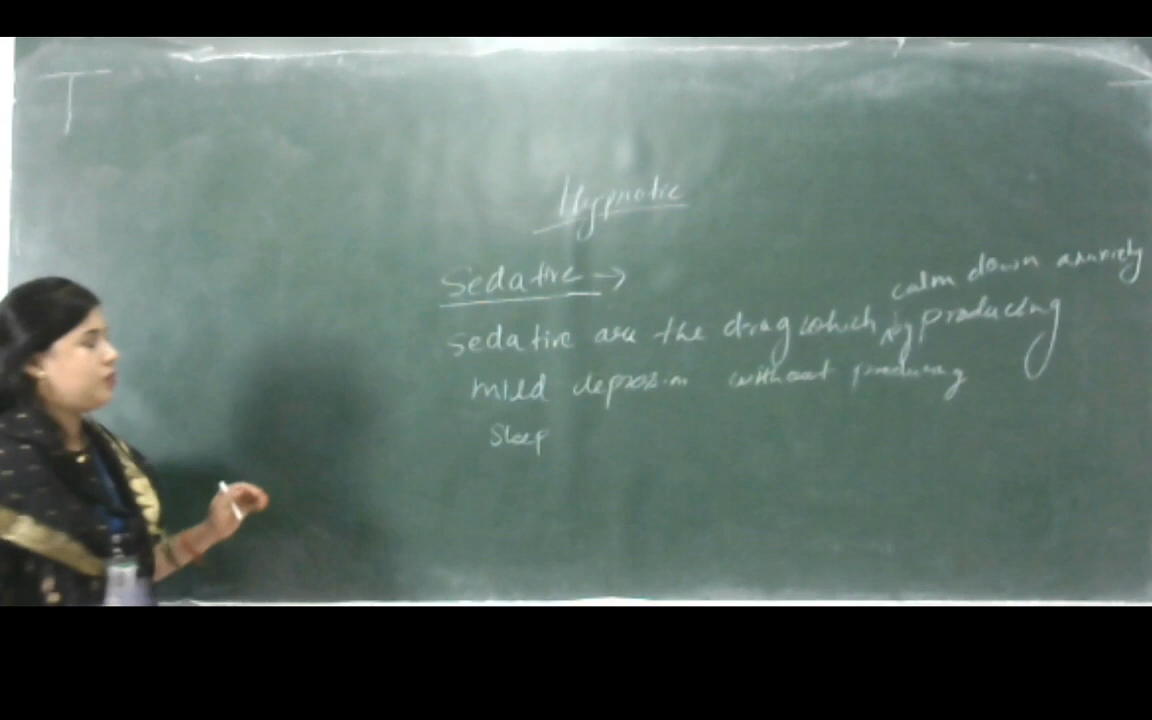 Hypnotic
Sedative →
calm down anxiety
sedative are the drug which by producing
mild depression without producing
sleep